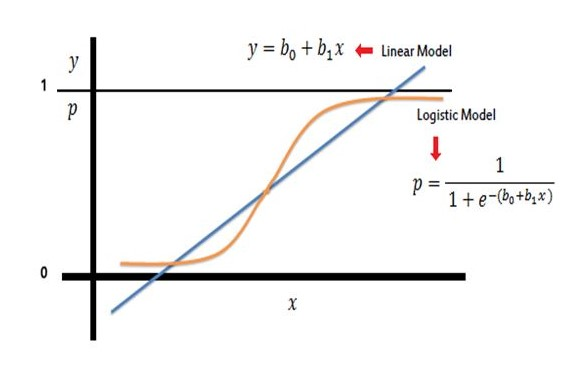 y = b₀ + b₁x
Linear Model
y
1
p
Logistic Model
p = 1 / (1 + e^−(b₀+b₁x))
0
x